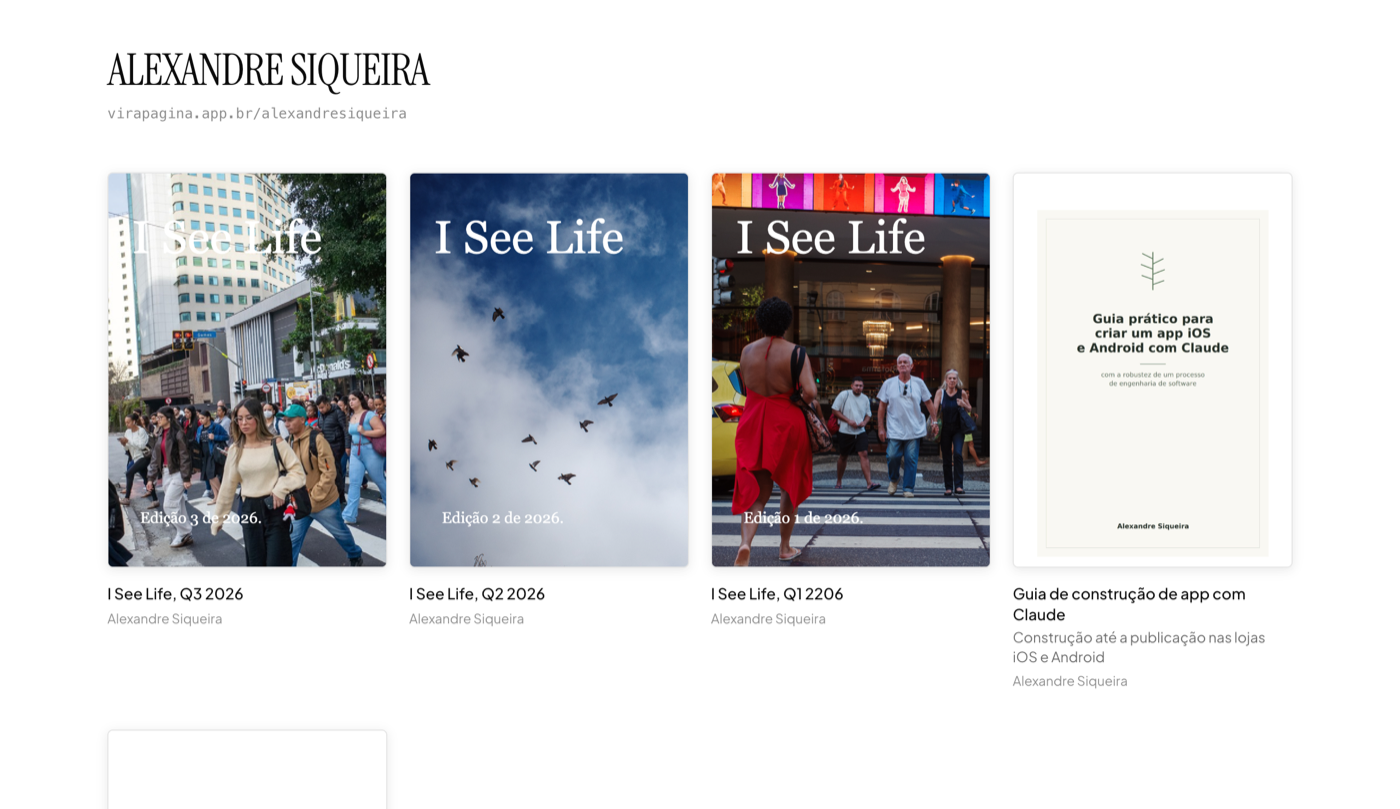 ALEXANDRE SIQUEIRA
virapagina.app.br/alexandresiqueira
I See Life
Edição 3 de 2026.
I See Life, Q3 2026
Alexandre Siqueira
I See Life
Edição 2 de 2026.
I See Life, Q2 2026
Alexandre Siqueira
I See Life
Edição 1 de 2026.
I See Life, Q1 2206
Alexandre Siqueira
Guia prático para
criar um app iOS
e Android com Claude
com a robustez de um processo
de engenharia de software
Alexandre Siqueira
Guia de construção de app com
Claude
Construção até a publicação nas lojas
iOS e Android
Alexandre Siqueira